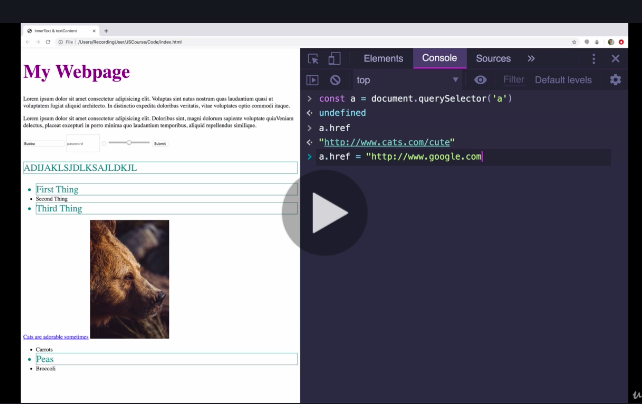 innerText & textContent
File | /Users/RecordingUser/JSCourse/Code/index.html
My Webpage
Lorem ipsum dolor sit amet consectetur adipisicing elit. Voluptas sint natus nostrum quas laudantium quasi at
voluptatem fugiat aliquid architecto. In distinctio expedita doloribus veritatis, vitae voluptates optio commodi totam.
Lorem ipsum dolor sit amet consectetur adipisicing elit. Doloribus sint, magni dolorum sapiente voluptate quia Veniam
delectus, placeat excepturi in porro minima quo laudantium temporibus, aliquid repellendus similique.
password Submit
ADIJAKLSJDLKSAJLDKJL
First Thing
Second Thing
Third Thing
Cats are adorable sometimes
Carrots
Peas
Broccoli
Elements Console Sources »
top Filter Default levels
const a = document.querySelector('a')
undefined
a.href
"http://www.cats.com/cute"
a.href = "http://www.google.com